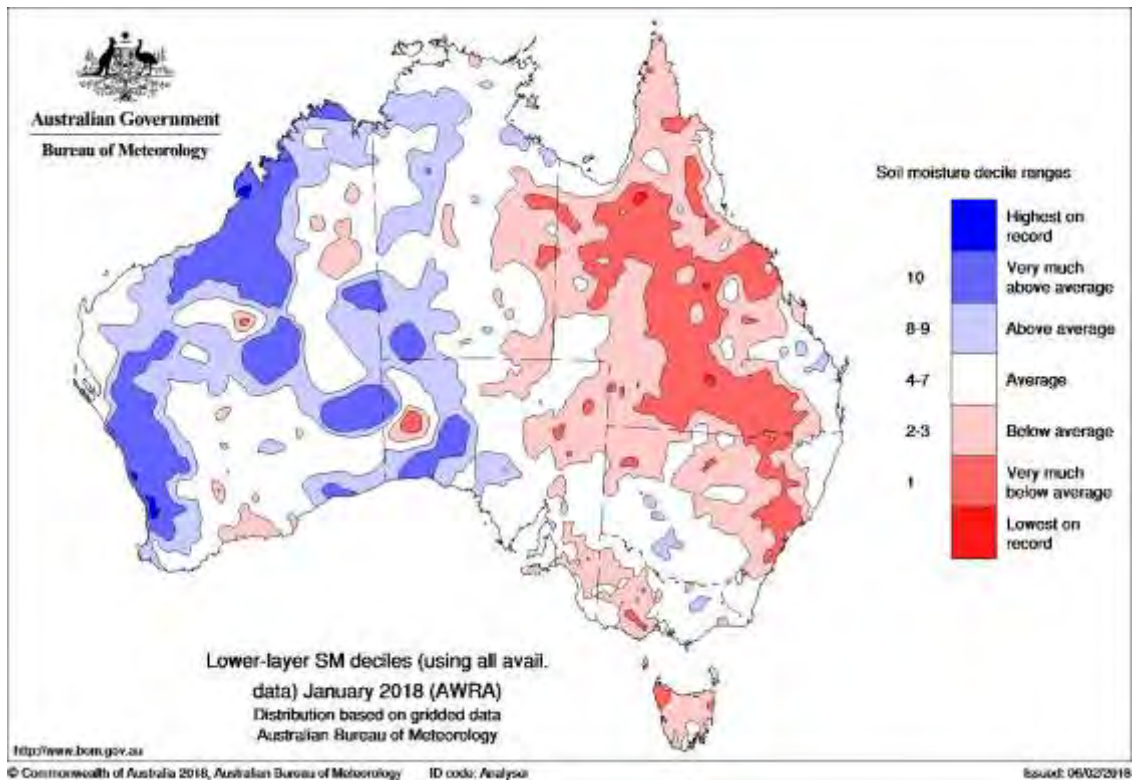 Australian Government
Bureau of Meteorology
Soil moisture decile ranges
Highest on
record
10
Very much
above average
8-9
Above average
4-7
Average
2-3
Below average
1
Very much
below average
Lowest on
record
Lower-layer SM deciles (using all avail.
data) January 2018 (AWRA)
Distribution based on gridded data
Australian Bureau of Meteorology
http://www.bom.gov.au
© Commonwealth of Australia 2018, Australian Bureau of Meteorology ID code: Analyser Issued: 06/02/2018